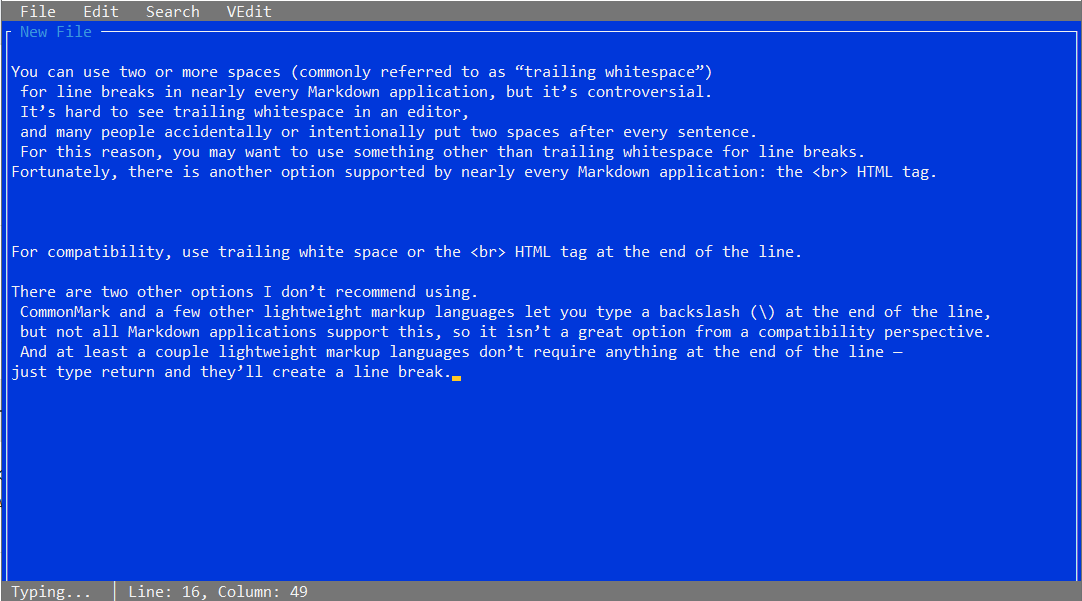 File Edit Search VEdit
New File
You can use two or more spaces (commonly referred to as “trailing whitespace”)
for line breaks in nearly every Markdown application, but it’s controversial.
It’s hard to see trailing whitespace in an editor,
and many people accidentally or intentionally put two spaces after every sentence.
For this reason, you may want to use something other than trailing whitespace for line breaks.
Fortunately, there is another option supported by nearly every Markdown application: the <br> HTML tag.
For compatibility, use trailing white space or the <br> HTML tag at the end of the line.
There are two other options I don’t recommend using.
CommonMark and a few other lightweight markup languages let you type a backslash (\) at the end of the line,
but not all Markdown applications support this, so it isn’t a great option from a compatibility perspective.
And at least a couple lightweight markup languages don’t require anything at the end of the line —
just type return and they’ll create a line break.
Typing... Line: 16, Column: 49